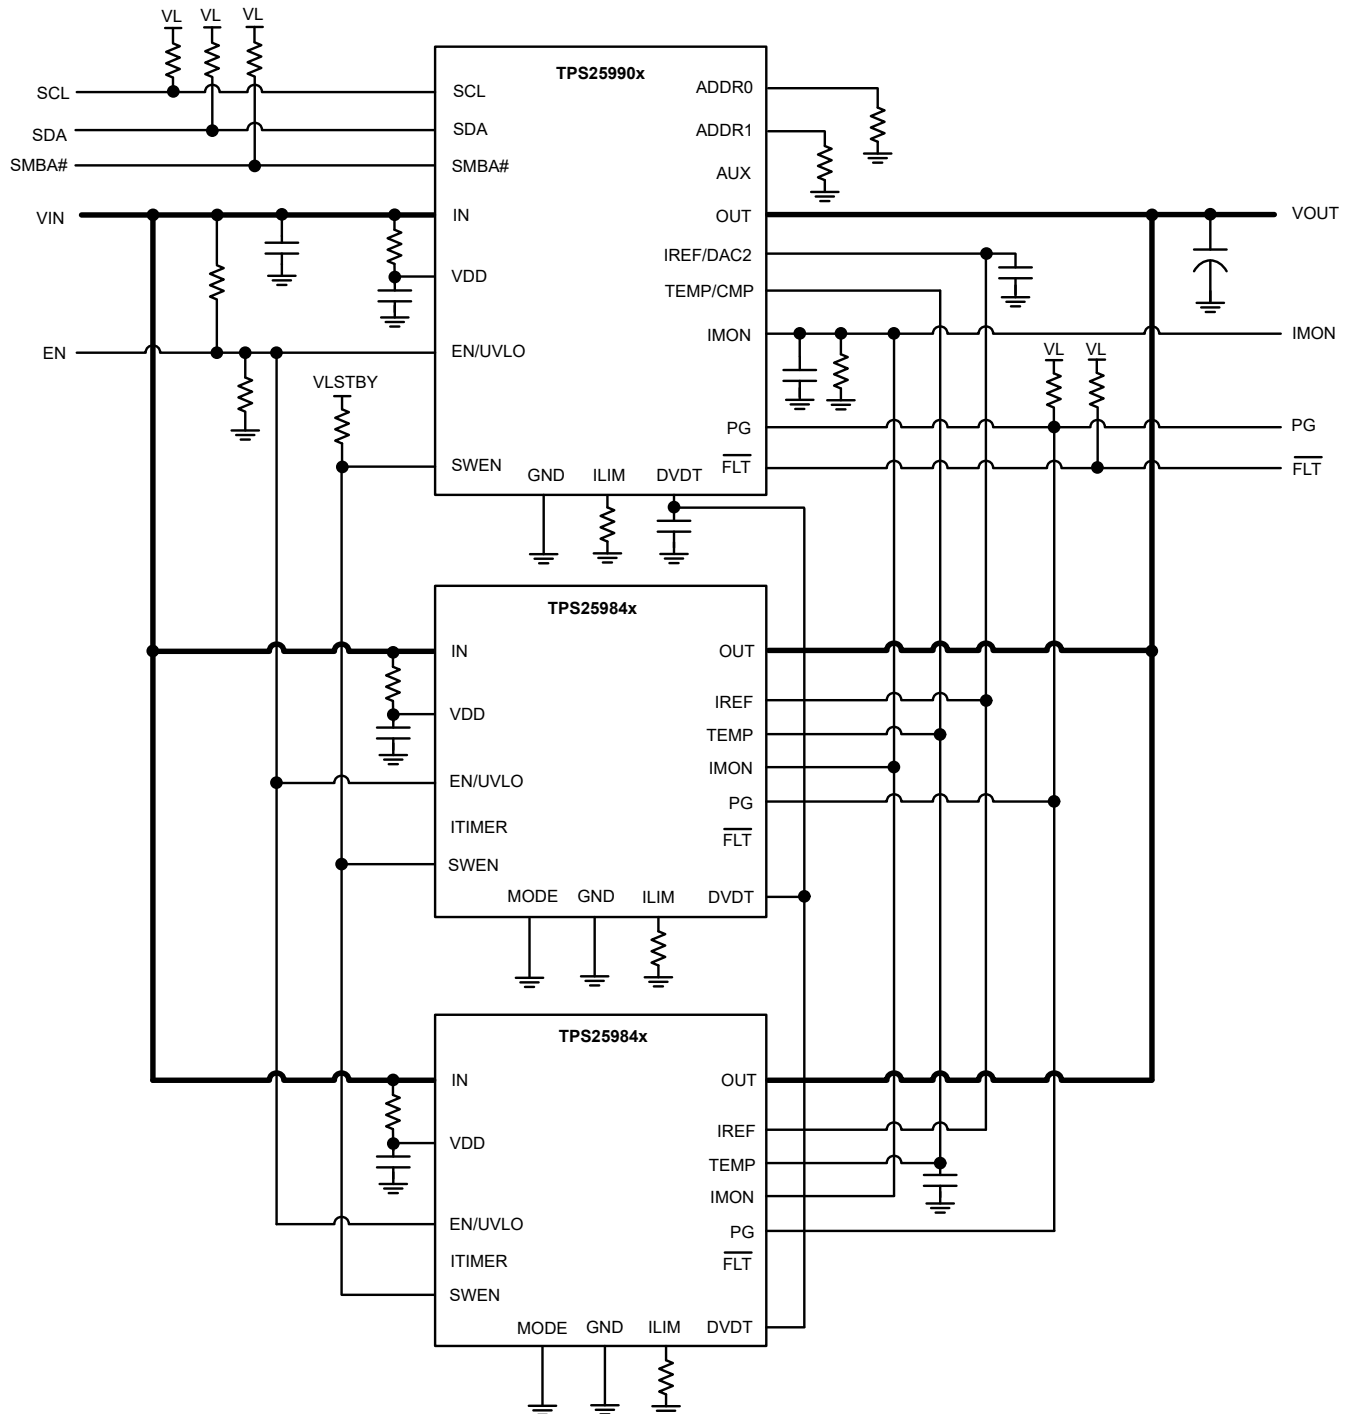 VL VL VL
TPS25990x
SCL SCL ADDR0
SDA SDA ADDR1
SMBA# SMBA# AUX
VIN IN OUT VOUT
VDD IREF/DAC2
TEMP/CMP
IMON IMON
EN EN/UVLO VL VL
VLSTBY
PG PG
SWEN FLT FLT
GND ILIM DVDT
TPS25984x
IN OUT
VDD IREF
TEMP
EN/UVLO IMON
PG
ITIMER FLT
SWEN
MODE GND ILIM DVDT
TPS25984x
IN OUT
VDD IREF
TEMP
IMON
EN/UVLO PG
ITIMER FLT
SWEN
MODE GND ILIM DVDT